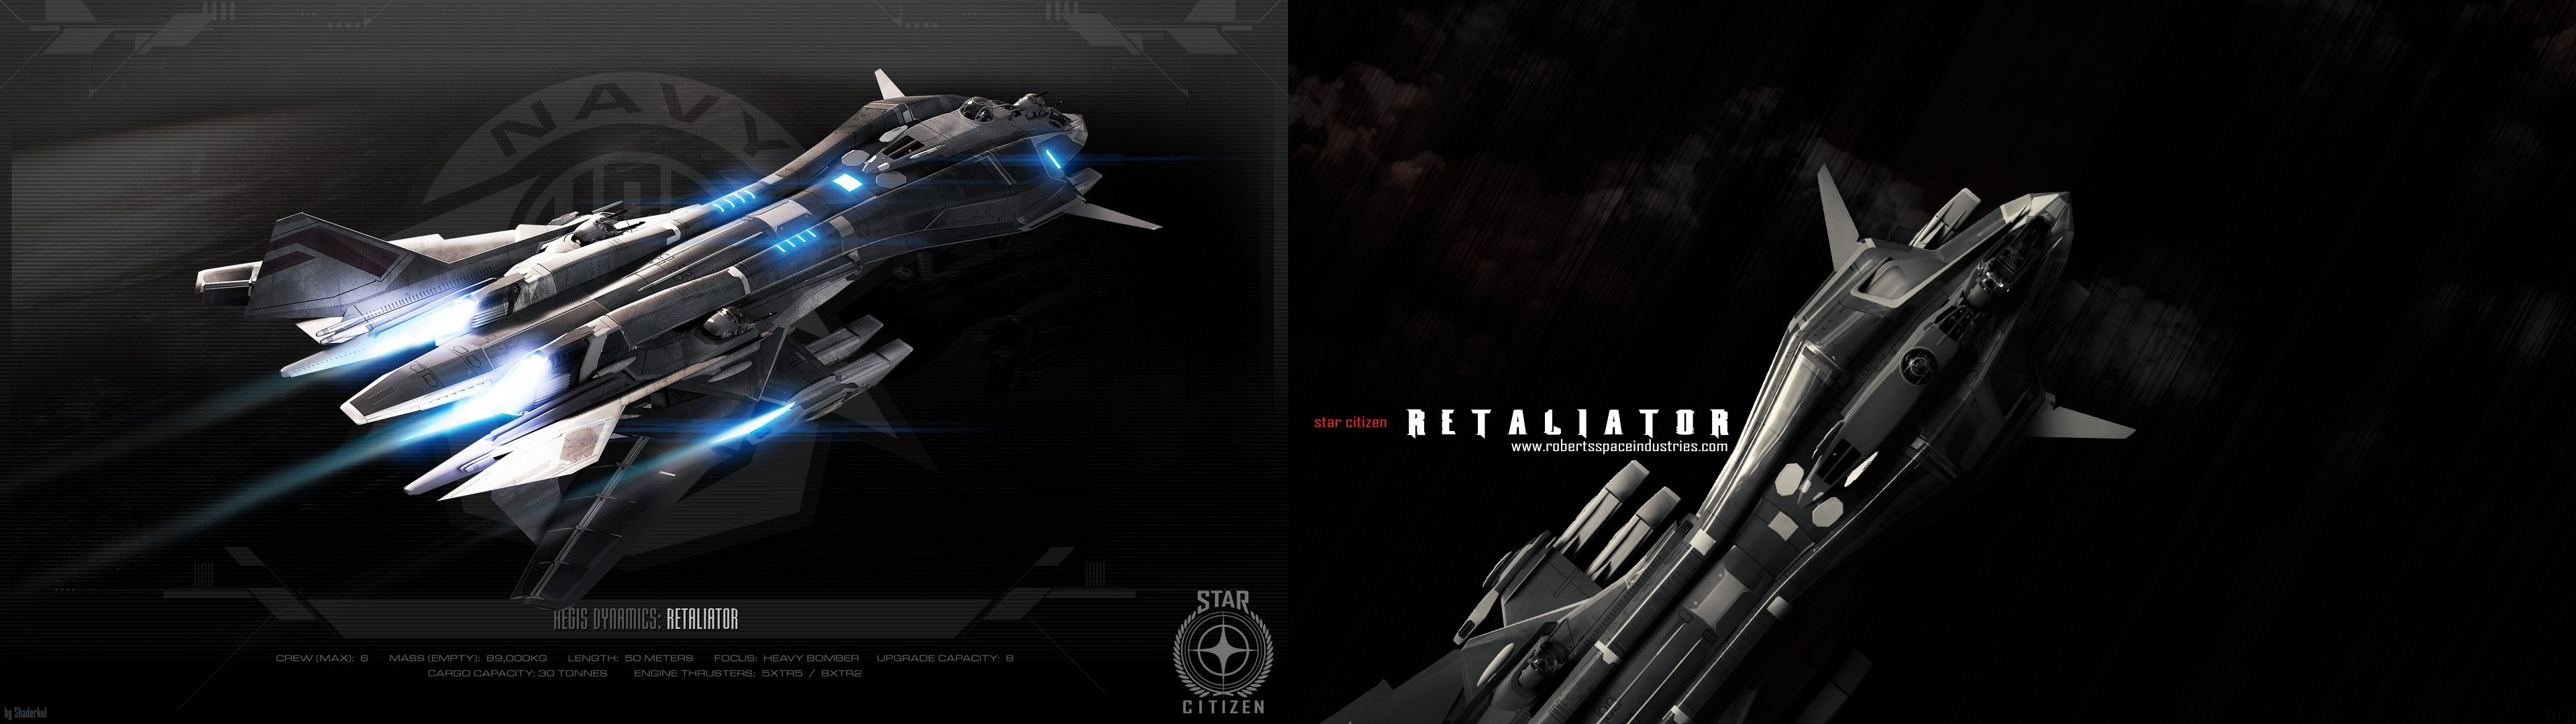 NAVY
AEGIS DYNAMICS: RETALIATOR
CREW (MAX): 6 MASS (EMPTY): 89,000KG LENGTH: 50 METERS FOCUS: HEAVY BOMBER UPGRADE CAPACITY: 8
CARGO CAPACITY: 30 TONNES ENGINE THRUSTERS: 5XTR5 / 8XTR2
STAR
CITIZEN
by Shaderkul
star citizen RETALIATOR
www.robertsspaceindustries.com